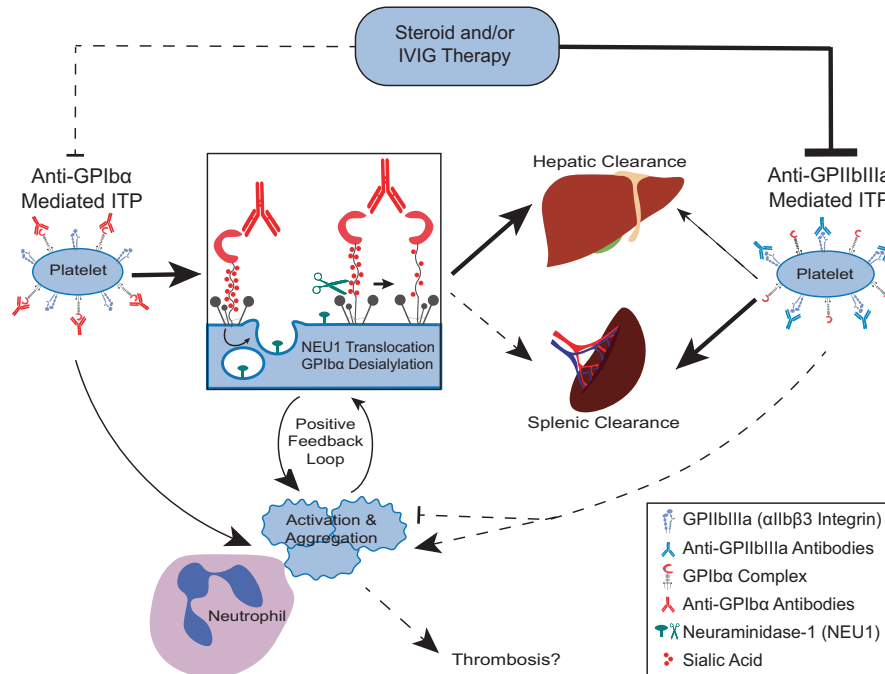 Steroid and/or
IVIG Therapy
Anti-GPIbα
Mediated ITP
Platelet
NEU1 Translocation
GPIbα Desialylation
Hepatic Clearance
Splenic Clearance
Anti-GPIIbIIIa
Mediated ITP
Platelet
Positive
Feedback
Loop
Activation &
Aggregation
Neutrophil
Thrombosis?
GPIIbIIIa (αIIbβ3 Integrin)
Anti-GPIIbIIIa Antibodies
GPIbα Complex
Anti-GPIbα Antibodies
Neuraminidase-1 (NEU1)
Sialic Acid